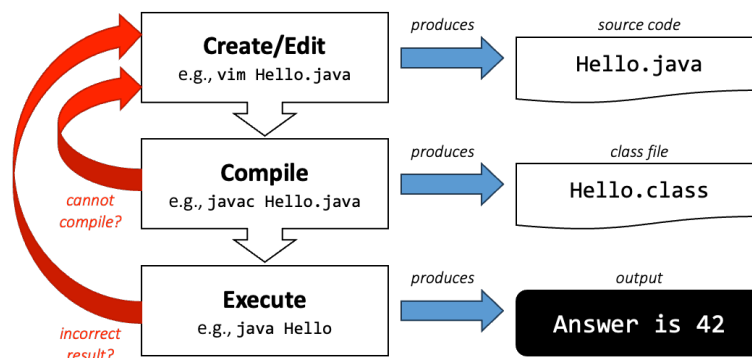 Create/Edit
e.g., vim Hello.java
produces
source code
Hello.java
Compile
e.g., javac Hello.java
produces
class file
Hello.class
cannot
compile?
Execute
e.g., java Hello
produces
output
Answer is 42
incorrect
result?